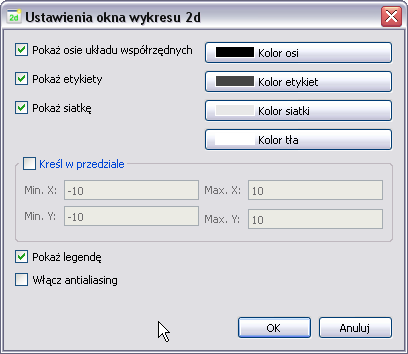 2d Ustawienia okna wykresu 2d
Pokaż osie układu współrzędnych Kolor osi
Pokaż etykiety Kolor etykiet
Pokaż siatkę Kolor siatki
Kolor tła
Kreśl w przedziale
Min. X: -10 Max. X: 10
Min. Y: -10 Max. Y: 10
Pokaż legendę
Włącz antialiasing
OK Anuluj